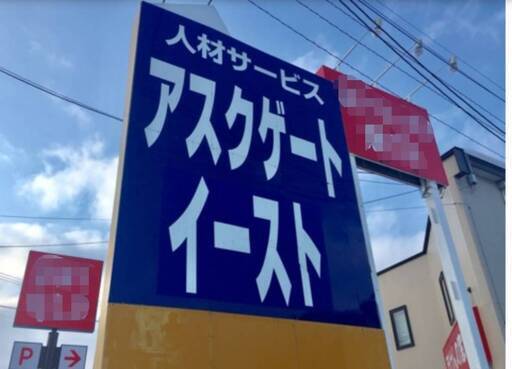 人材サービス
アスクゲート
イースト
P →